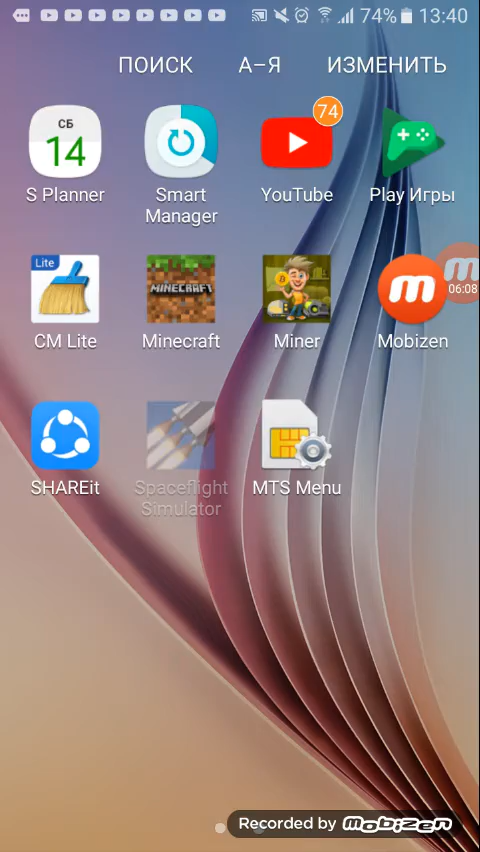 74% 13:40
ПОИСК А-Я ИЗМЕНИТЬ
СБ
14
74
S Planner
Smart
Manager
YouTube
Play Игры
Lite
MINECRAFT
m
m
06:08
CM Lite
Minecraft
Miner
Mobizen
SHAREit
Spaceflight
Simulator
MTS Menu
Recorded by Mobizen